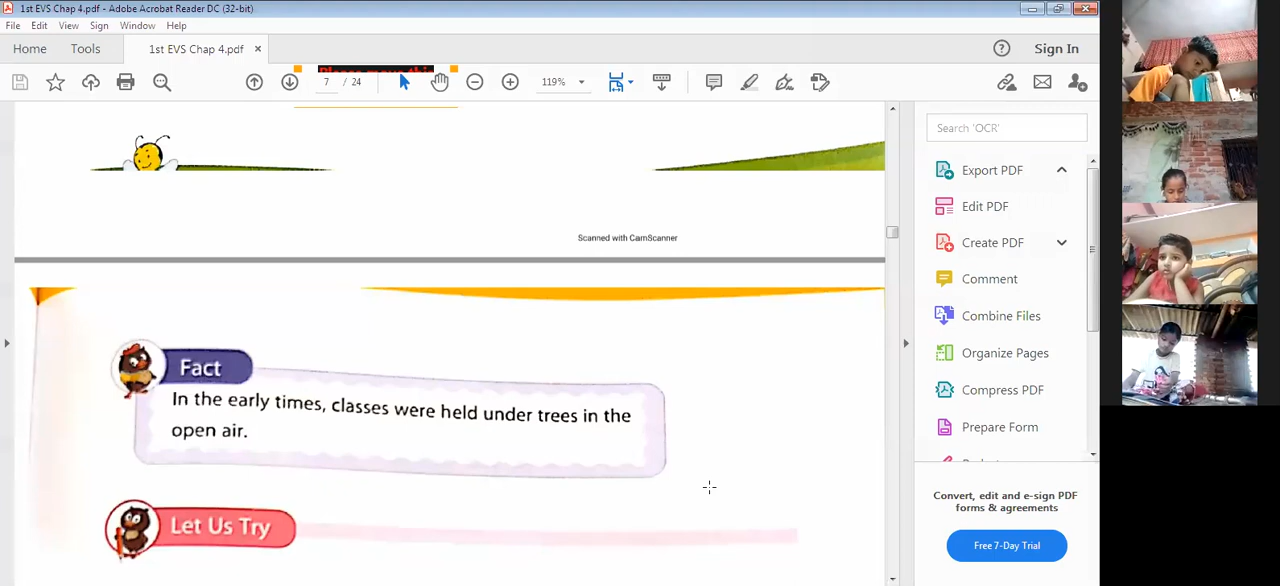 1st EVS Chap 4.pdf - Adobe Acrobat Reader DC (32-bit)
File Edit View Sign Window Help
Home Tools 1st EVS Chap 4.pdf × Sign In
7 / 24 119%
Search 'OCR'
Export PDF
Edit PDF
Create PDF
Comment
Combine Files
Organize Pages
Compress PDF
Prepare Form
Convert, edit and e-sign PDF
forms & agreements
Free 7-Day Trial
Scanned with CamScanner
Fact
In the early times, classes were held under trees in the
open air.
Let Us Try